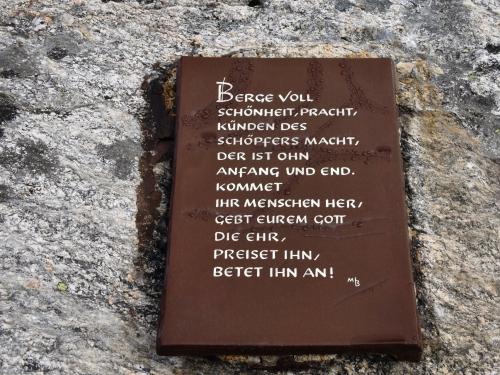 BERGE VOLL
SCHÖNHEIT, PRACHT,
KÜNDEN DES
SCHÖPFERS MACHT,
DER IST OHN
ANFANG UND END.
KOMMET
IHR MENSCHEN HER,
GEBT EUREM GOTT
DIE EHR,
PREISET IHN,
BETET IHN AN!
M/B